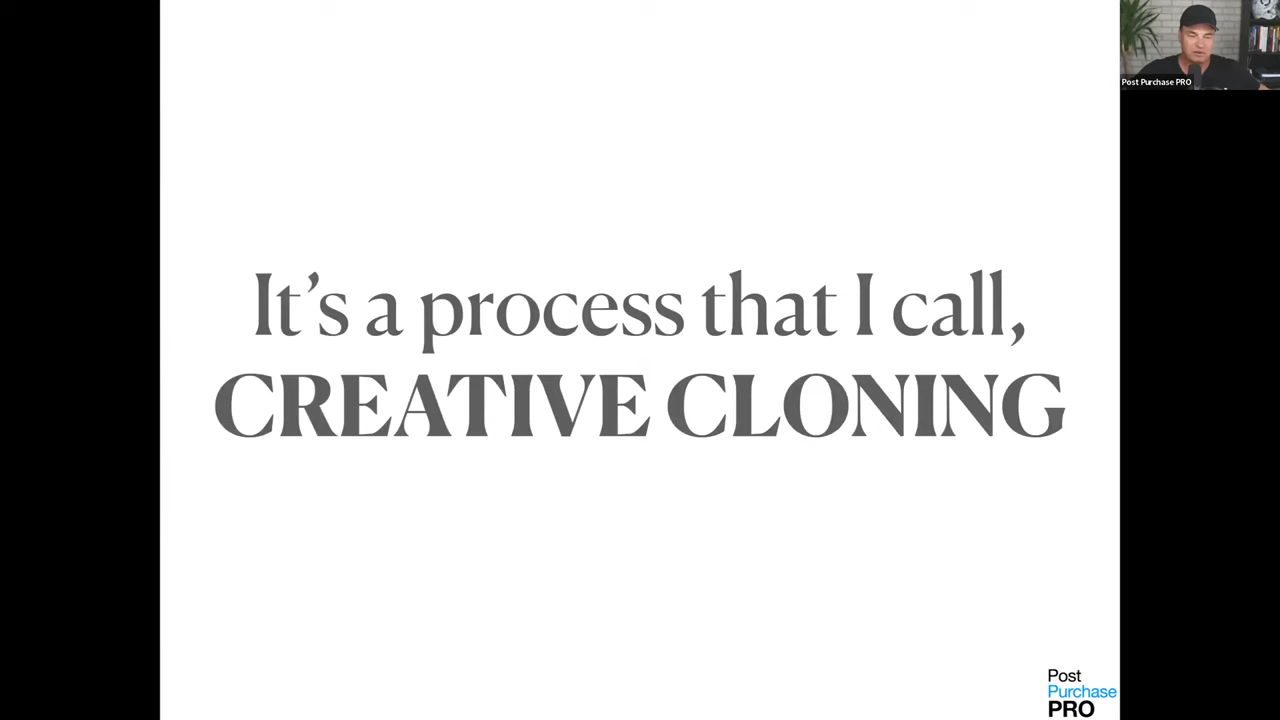 It’s a process that I call,
CREATIVE CLONING
Post Purchase PRO
Post
Purchase
PRO